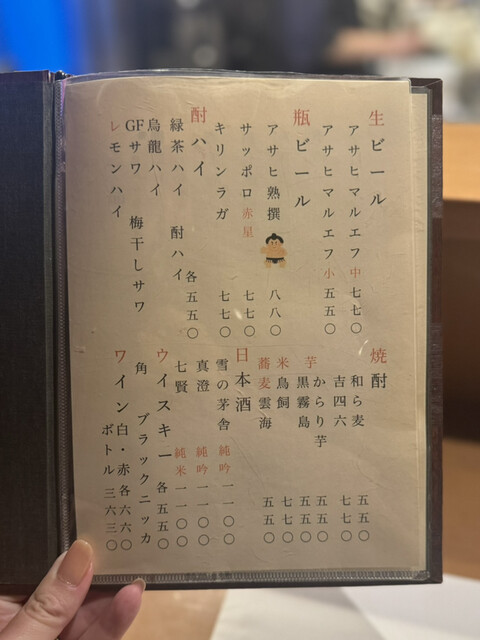 生ビール
アサヒマルエフ中七七〇
アサヒマルエフ小五五〇
瓶ビール
アサヒ熟撰 八八〇
サッポロ赤星 七七〇
キリンラガ 七七〇
酎ハイ 各五五〇
緑茶ハイ 酎ハイ
烏龍ハイ
GFサワ 梅干しサワ
レモンハイ
焼酎
和ら麦 五五〇
吉四六 七七〇
からり芋 五五〇
芋 黒霧島 五五〇
米 鳥飼 七七〇
蕎麦 雲海 五五〇
日本酒
雪の茅舎 純吟 一一〇〇
真澄 純吟 一一〇〇
七賢 純米 一一〇〇
ウイスキー 各五五〇
角 ブラックニッカ
ワイン 白・赤各六六〇
ボトル 三六三〇